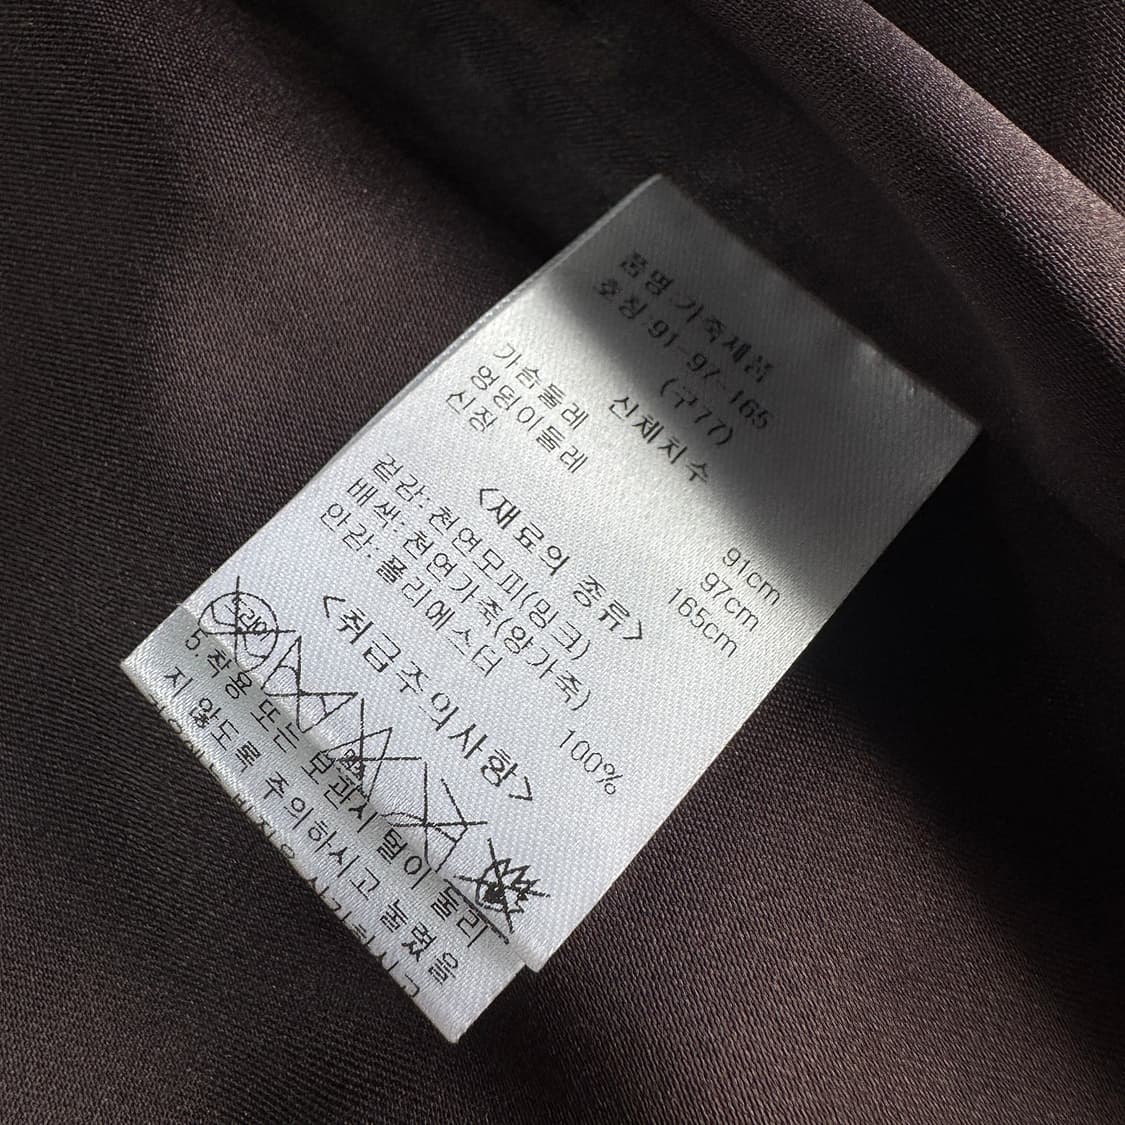 품명:가죽제품
호칭:91-97-165
(구77)
신체치수
가슴둘레 91cm
엉덩이둘레 97cm
신장 165cm
<재료의 종류>
겉감:천연모피(밍크)
배색:천연가죽(양가죽)
안감:폴리에스터 100%
<취급주의사항>
드라이
5.착용 또는 보관시 털이 눌리
지 않도록 주의하시고 눌렸을